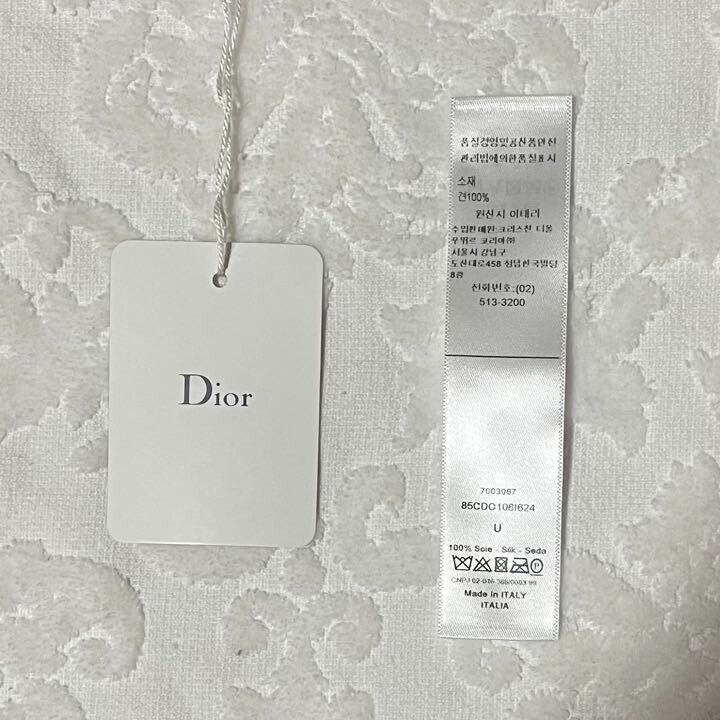 Dior
품질경영및공산품안전
관리법에의한품질표시
소재
견100%
원산지 이태리
수입판매원:크리스찬 디올
꾸뛰르 코리아㈜
서울시 강남구
도산대로458 청담한국빌딩
8층
전화번호:(02)
513-3200
7003067
85CDO106I624
U
100% Soie - Silk - Seda
P
Made in ITALY
ITALIA